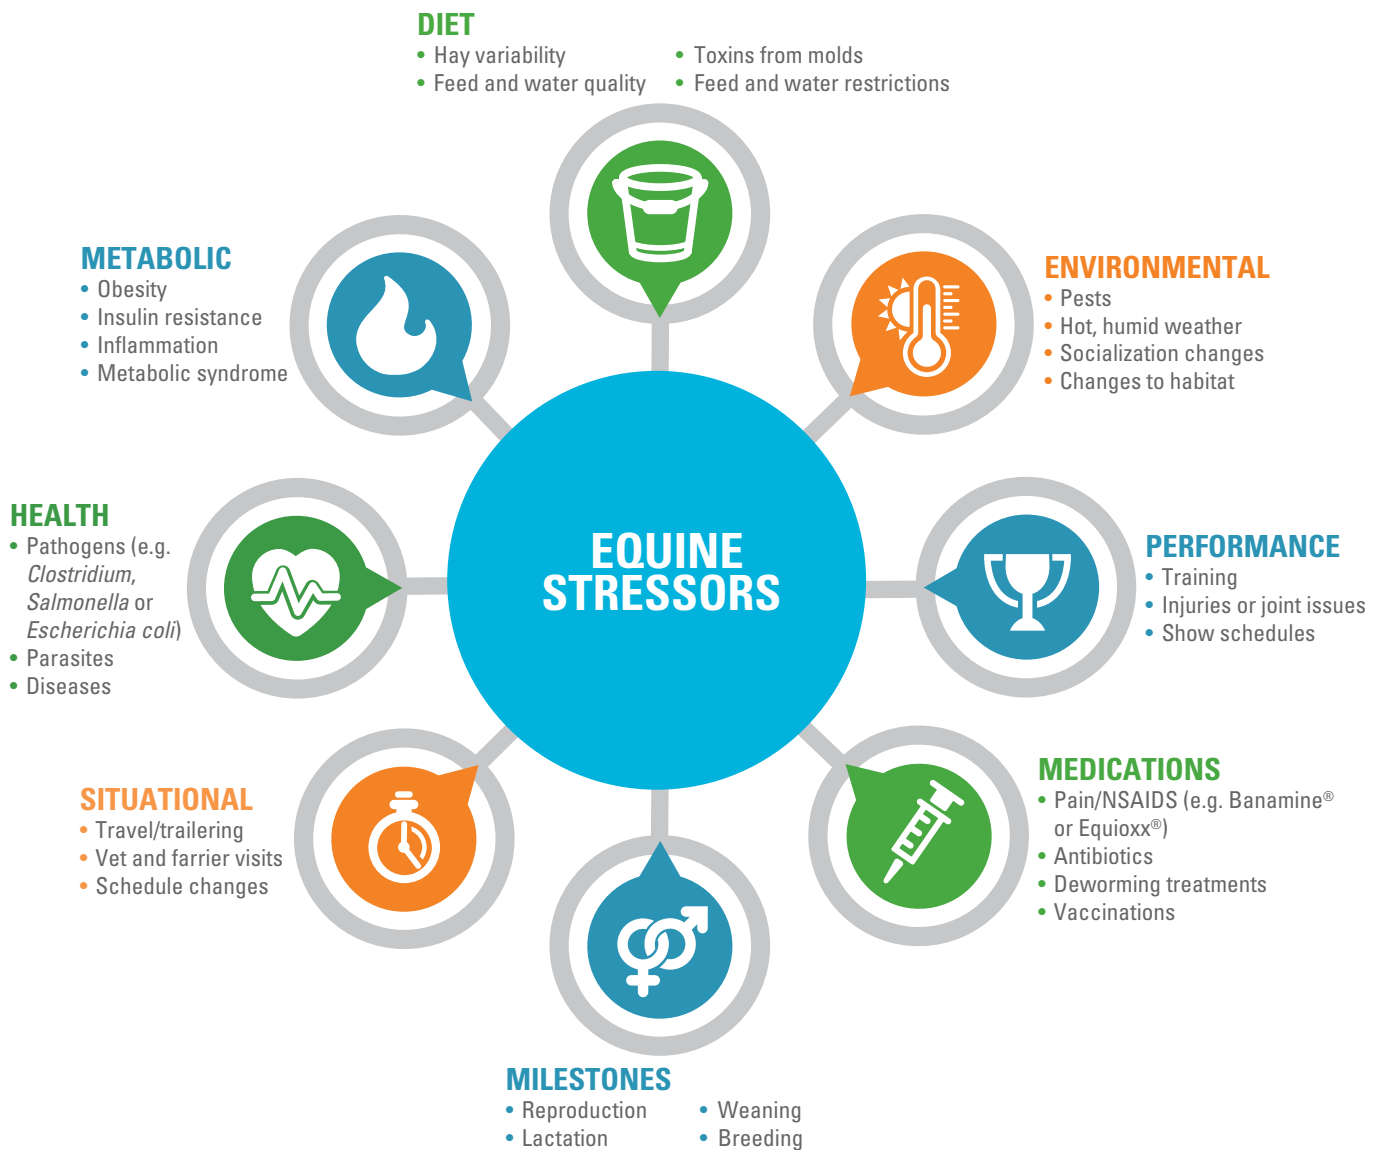 DIET
• Hay variability
• Feed and water quality
• Toxins from molds
• Feed and water restrictions
METABOLIC
• Obesity
• Insulin resistance
• Inflammation
• Metabolic syndrome
ENVIRONMENTAL
• Pests
• Hot, humid weather
• Socialization changes
• Changes to habitat
HEALTH
• Pathogens (e.g.
Clostridium,
Salmonella or
Escherichia coli)
• Parasites
• Diseases
EQUINE
STRESSORS
PERFORMANCE
• Training
• Injuries or joint issues
• Show schedules
SITUATIONAL
• Travel/trailering
• Vet and farrier visits
• Schedule changes
MEDICATIONS
• Pain/NSAIDS (e.g. Banamine®
or Equioxx®)
• Antibiotics
• Deworming treatments
• Vaccinations
MILESTONES
• Reproduction
• Lactation
• Weaning
• Breeding